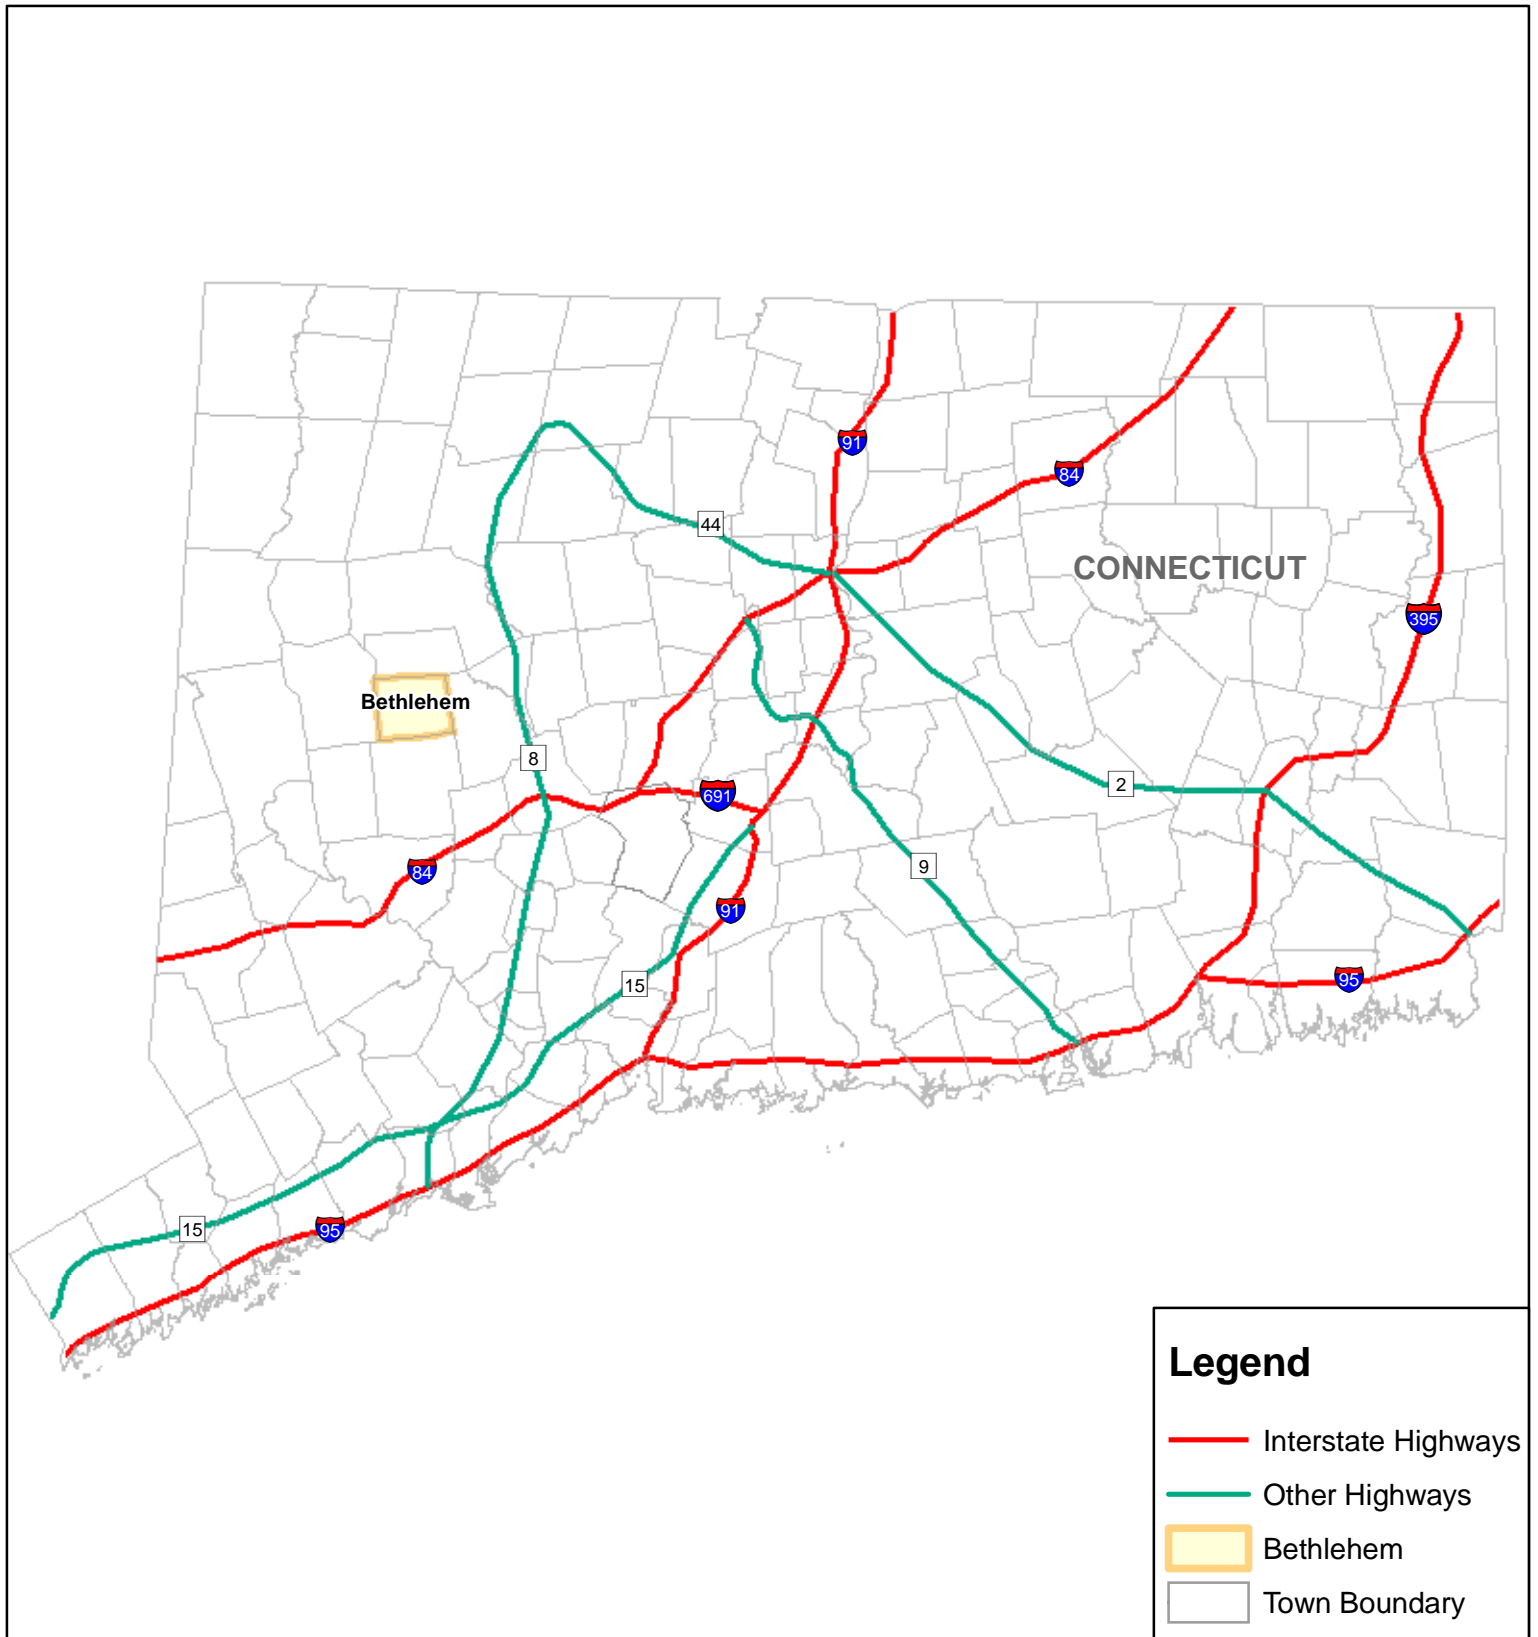 91
84
44
CONNECTICUT
395
Bethlehem
8
2
691
9
84
91
95
15
15
95
Legend
Interstate Highways
Other Highways
Bethlehem
Town Boundary